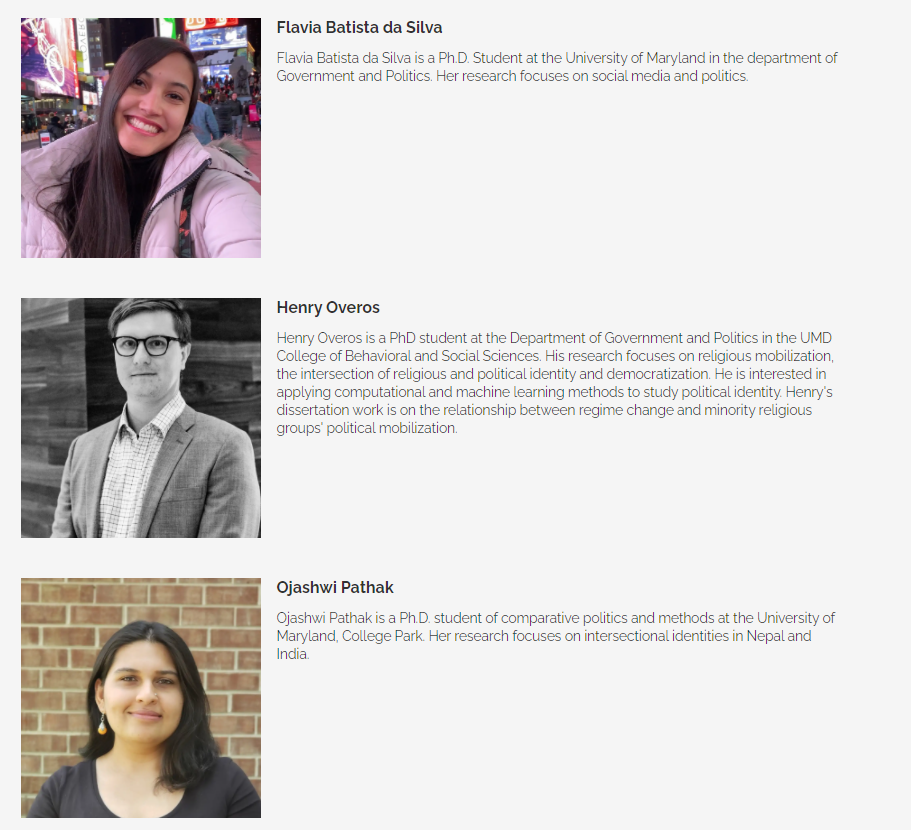 Flavia Batista da Silva
Flavia Batista da Silva is a Ph.D. Student at the University of Maryland in the department of
Government and Politics. Her research focuses on social media and politics.
Henry Overos
Henry Overos is a PhD student at the Department of Government and Politics in the UMD
College of Behavioral and Social Sciences. His research focuses on religious mobilization,
the intersection of religious and political identity and democratization. He is interested in
applying computational and machine learning methods to study political identity. Henry's
dissertation work is on the relationship between regime change and minority religious
groups' political mobilization.
Ojashwi Pathak
Ojashwi Pathak is a Ph.D. student of comparative politics and methods at the University of
Maryland, College Park. Her research focuses on intersectional identities in Nepal and
India.